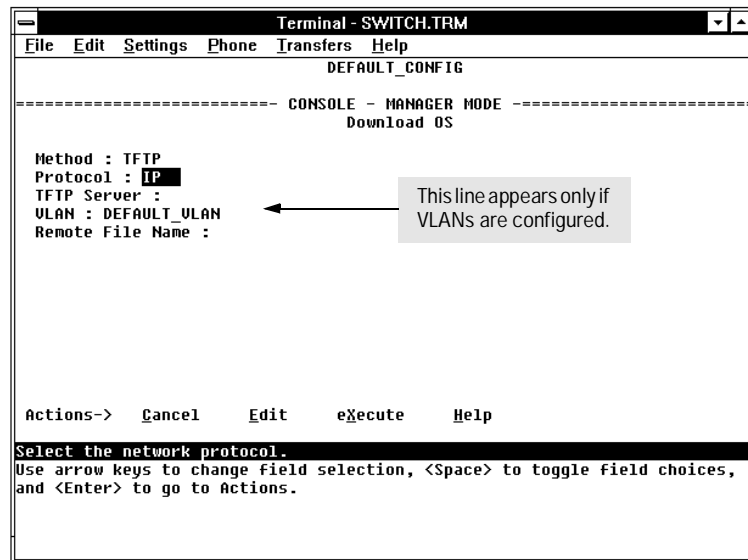 Terminal - SWITCH.TRM
File Edit Settings Phone Transfers Help
DEFAULT_CONFIG
==========================- CONSOLE - MANAGER MODE -========================
Download OS
Method : TFTP
Protocol : IP
TFTP Server :
VLAN : DEFAULT_VLAN
Remote File Name :
This line appears only if
VLANs are configured.
Actions-> Cancel Edit eXecute Help
Select the network protocol.
Use arrow keys to change field selection, <Space> to toggle field choices,
and <Enter> to go to Actions.